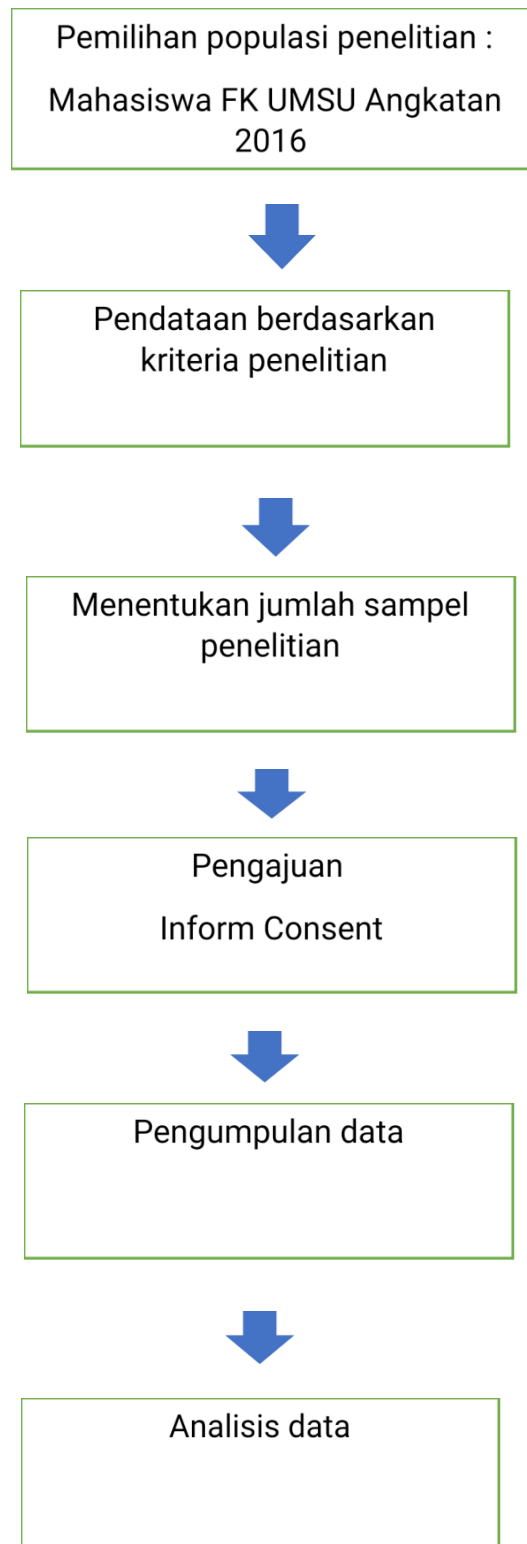 Pemilihan populasi penelitian :
Mahasiswa FK UMSU Angkatan
2016
Pendataan berdasarkan
kriteria penelitian
Menentukan jumlah sampel
penelitian
Pengajuan
Inform Consent
Pengumpulan data
Analisis data